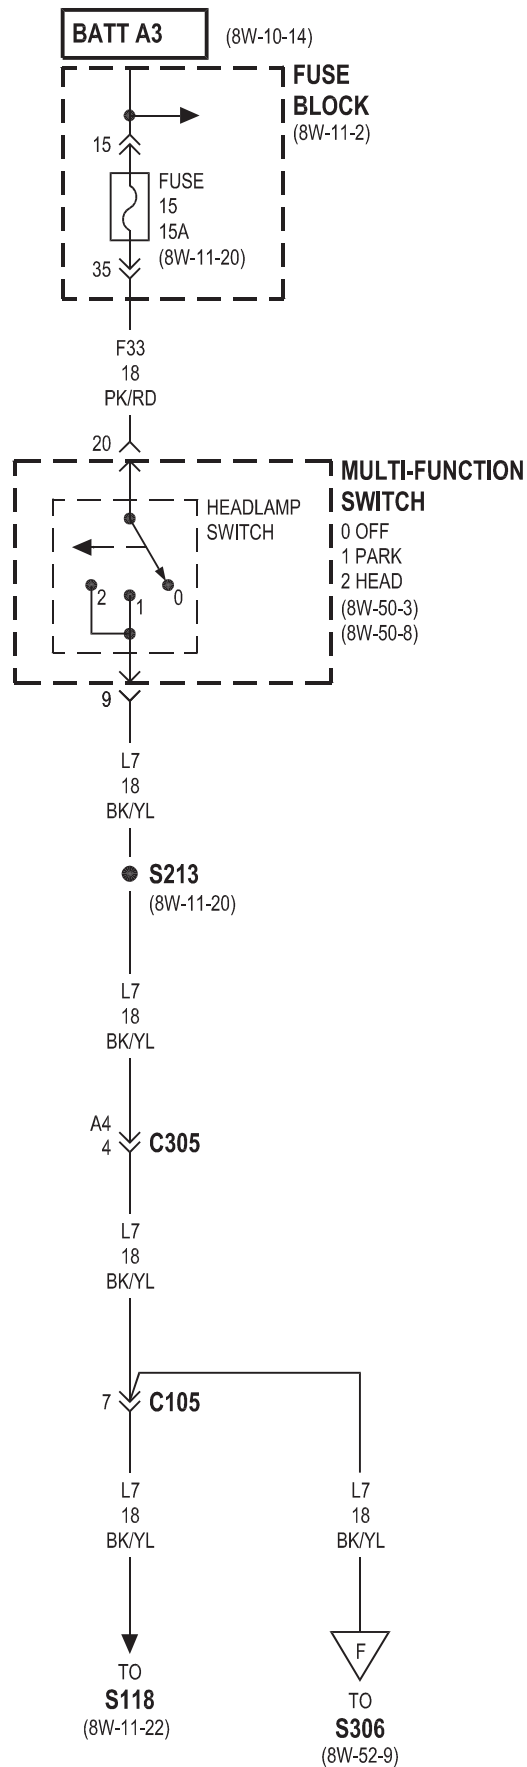 BATT A3
(8W-10-14)
FUSE
BLOCK
(8W-11-2)
15
FUSE
15
15A
(8W-11-20)
35
F33
18
PK/RD
20
MULTI-FUNCTION
SWITCH
0 OFF
1 PARK
2 HEAD
(8W-50-3)
(8W-50-8)
HEADLAMP
SWITCH
2
1
0
9
L7
18
BK/YL
S213
(8W-11-20)
L7
18
BK/YL
A4
4
C305
L7
18
BK/YL
7
C105
L7
18
BK/YL
L7
18
BK/YL
TO
S118
(8W-11-22)
F
TO
S306
(8W-52-9)